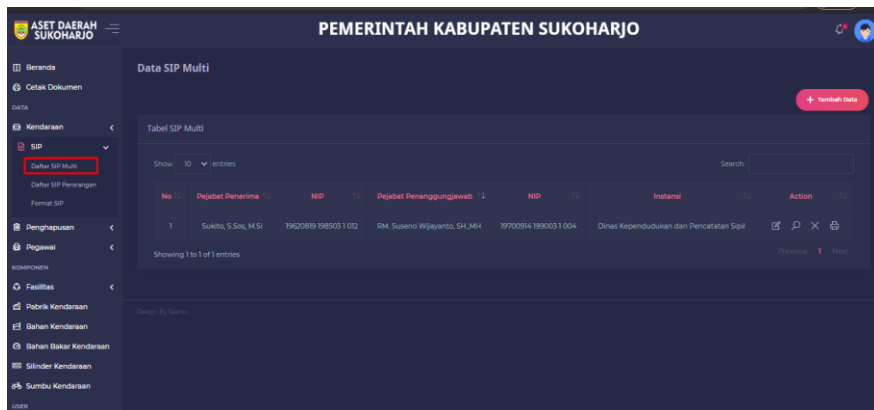 ASET DAERAH
SUKOHARJO
PEMERINTAH KABUPATEN SUKOHARJO
Beranda
Cetak Dokumen
DATA
Kendaraan
SIP
Daftar SIP Multi
Daftar SIP Perorangan
Format SIP
Penghapusan
Pegawai
KOMPONEN
Fasilitas
Pabrik Kendaraan
Bahan Kendaraan
Bahan Bakar Kendaraan
Silinder Kendaraan
Sumbu Kendaraan
USER
Data SIP Multi
+ Tambah Data
Tabel SIP Multi
Show 10 entries Search:
No Pejabat Penerima NIP Pejabat Penanggungjawab NIP Instansi Action
1 Sukito, S.Sos, M.Si 19620819 198503 1 012 RM. Suseno Wijayanto, SH.,MH 19700914 199003 1 004 Dinas Kependudukan dan Pencatatan Sipil
Showing 1 to 1 of 1 entries Previous 1 Next
Design By